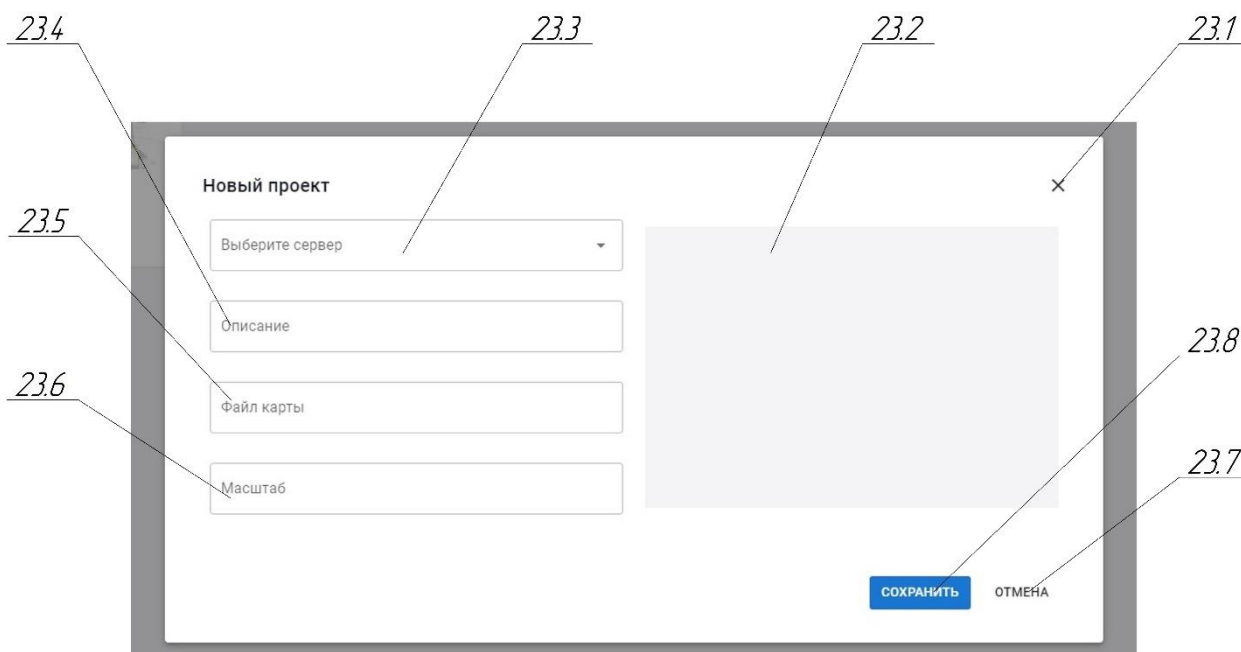 23.4
23.3
23.2
23.1
Новый проект
23.5
Выберите сервер
Описание
23.8
23.6
Файл карты
23.7
Масштаб
СОХРАНИТЬ
ОТМЕНА